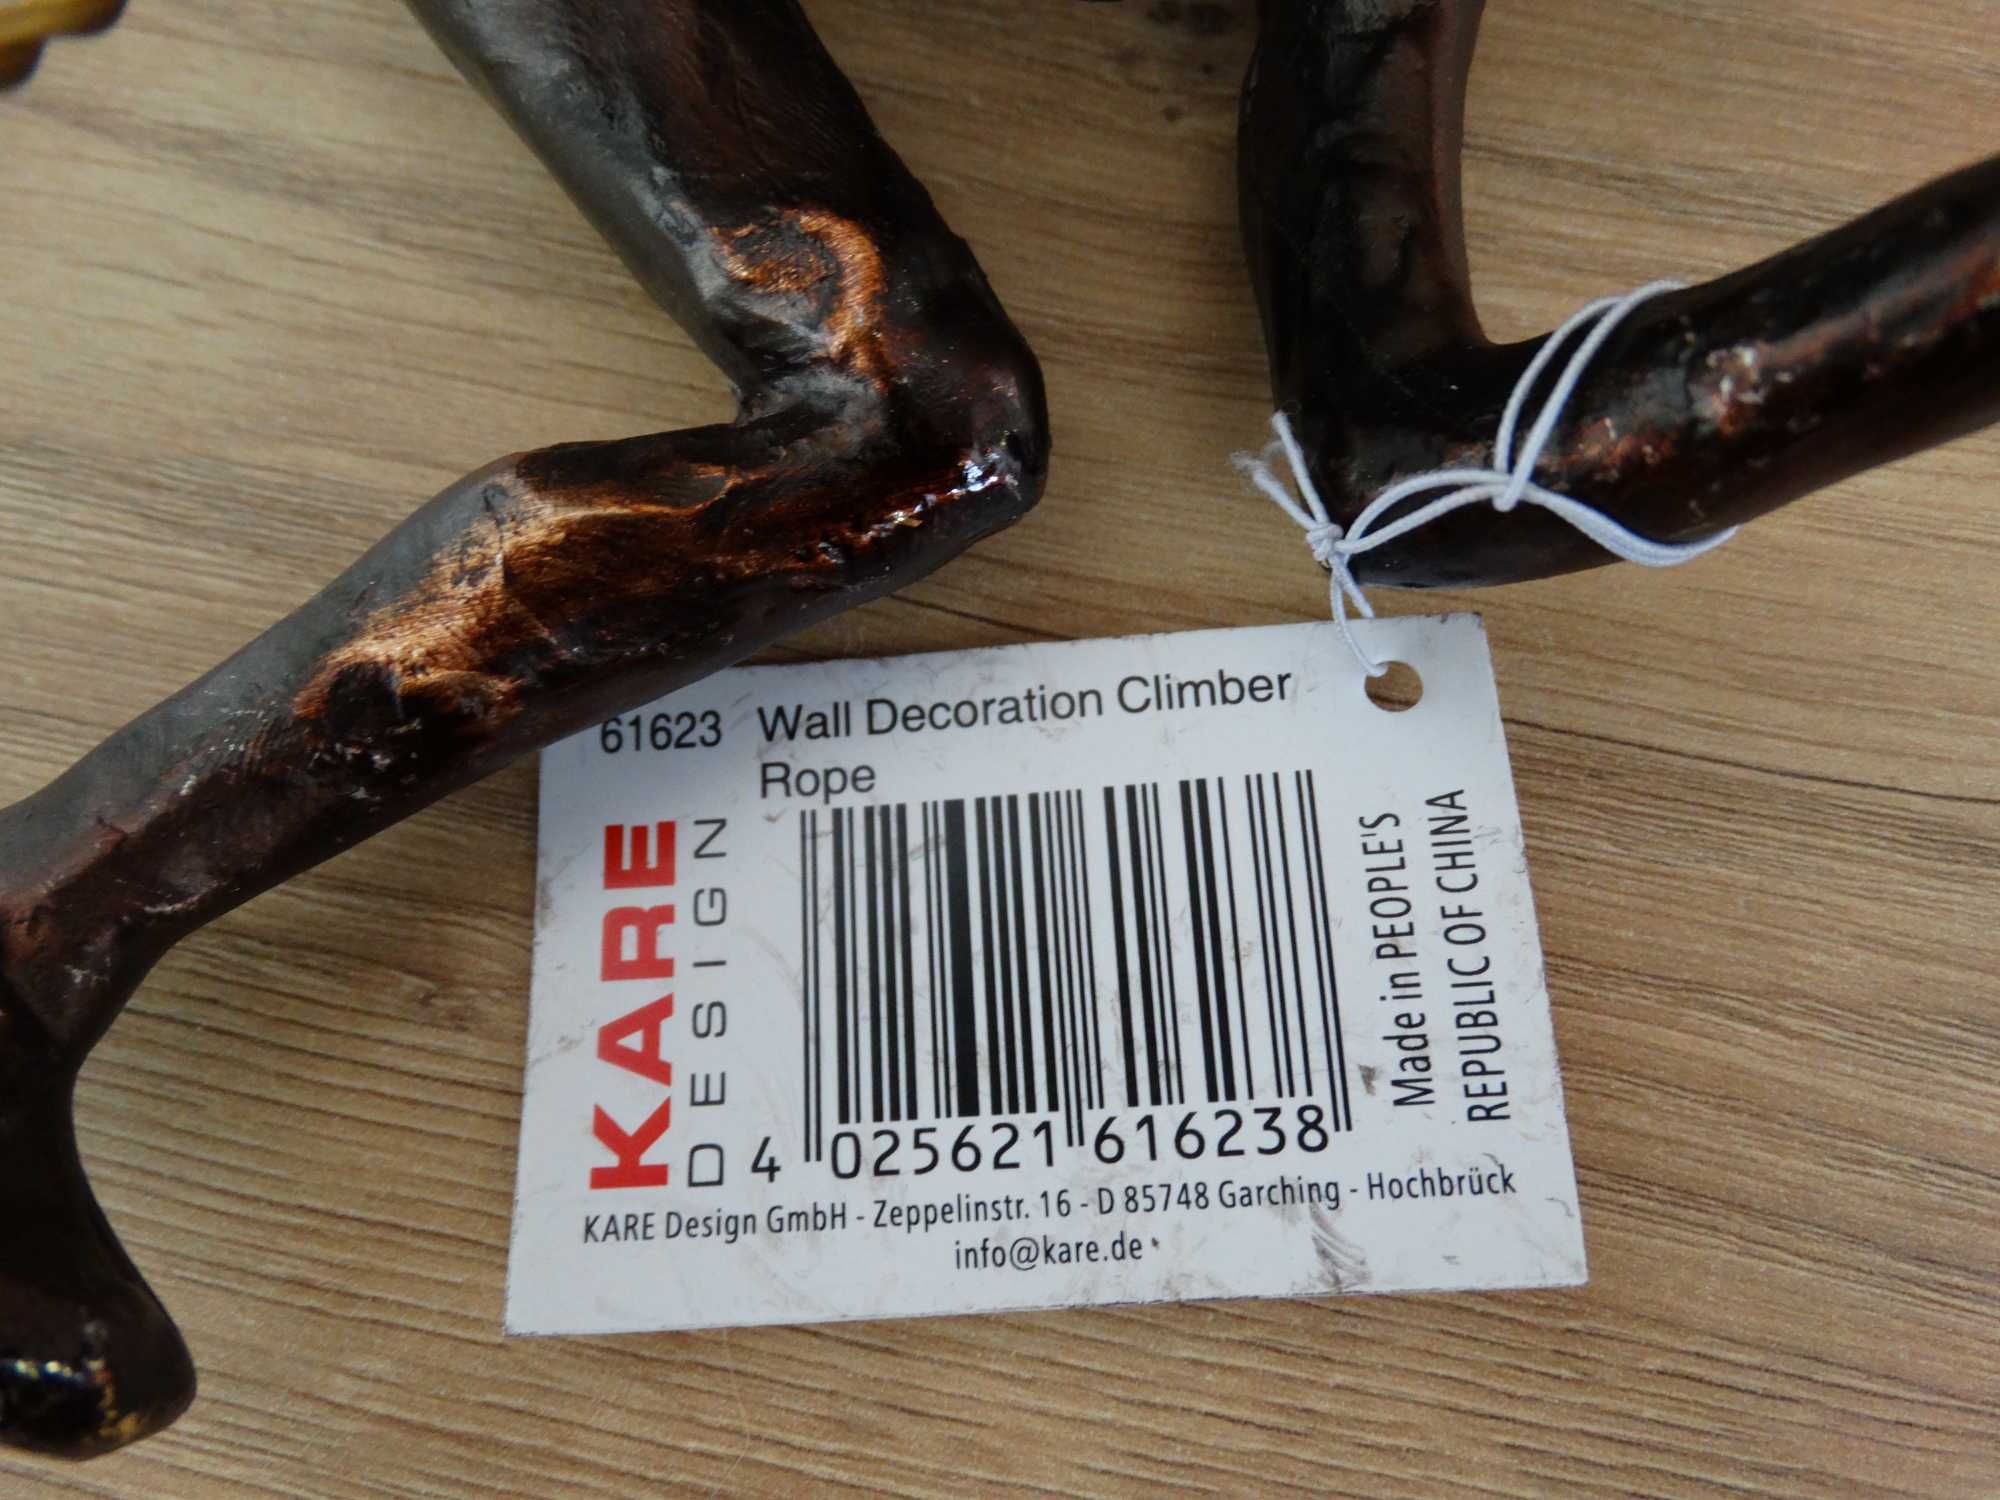 61623 Wall Decoration Climber
Rope
KARE
DESIGN
4 025621 616238
Made in PEOPLE'S
REPUBLIC OF CHINA
KARE Design GmbH - Zeppelinstr. 16 - D 85748 Garching - Hochbrück
info@kare.de